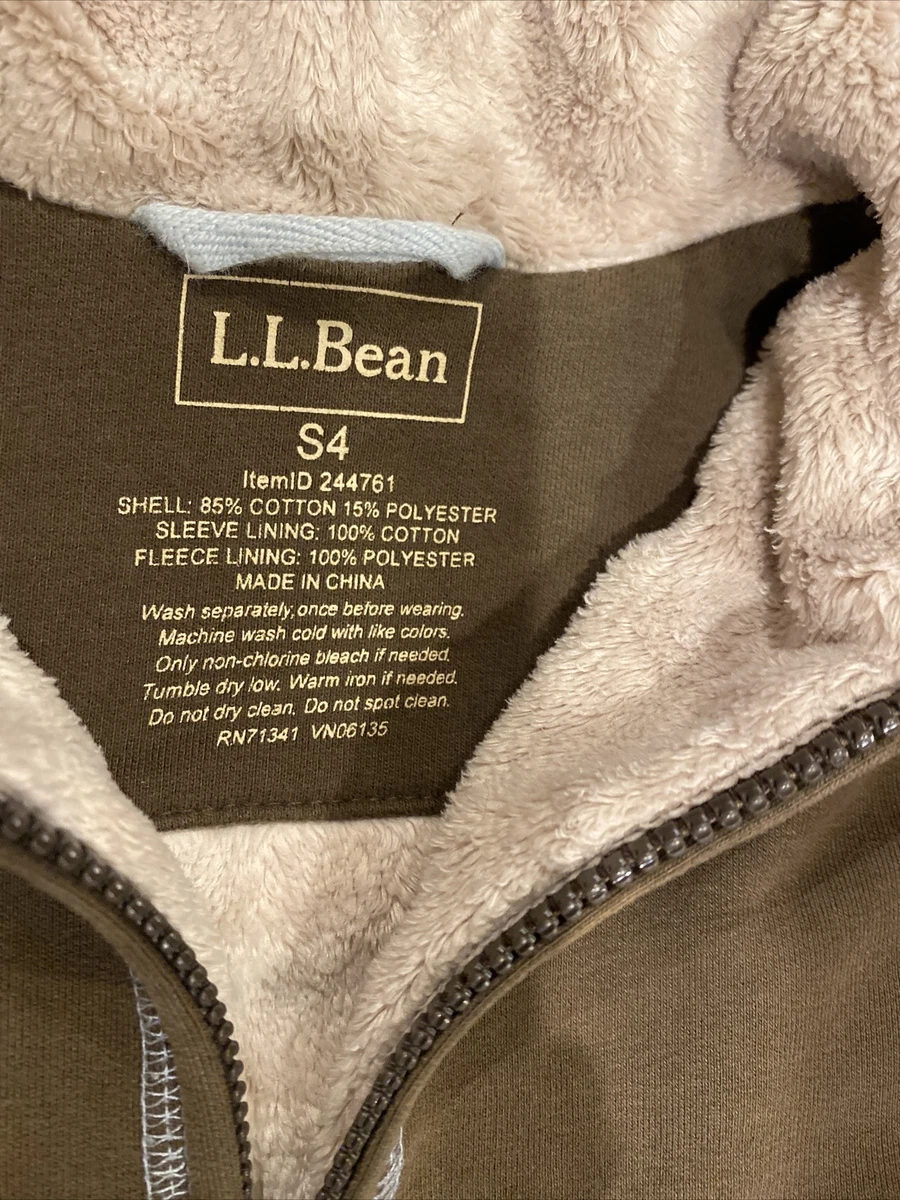 L.L.Bean
S4
ItemID 244761
SHELL: 85% COTTON 15% POLYESTER
SLEEVE LINING: 100% COTTON
FLEECE LINING: 100% POLYESTER
MADE IN CHINA
Wash separately, once before wearing.
Machine wash cold with like colors.
Only non-chlorine bleach if needed.
Tumble dry low. Warm iron if needed.
Do not dry clean. Do not spot clean.
RN71341 VN06135